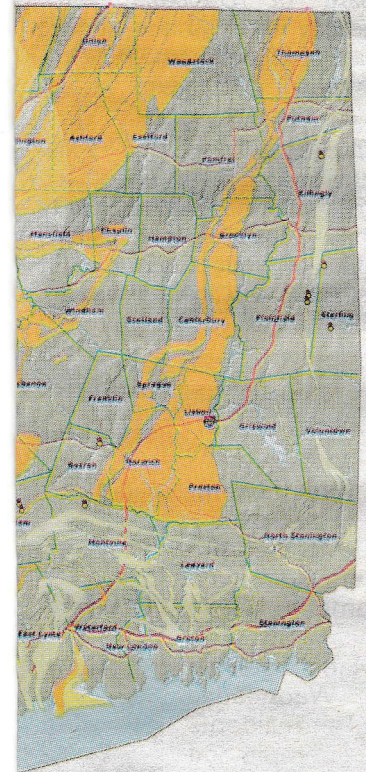 Union
Woodstock
Thompson
Putnam
Ashford
Eastford
Pomfret
Killingly
Mansfield
Chaplin
Hampton
Brooklyn
Windham
Scotland
Canterbury
Plainfield
Sterling
Sprague
Franklin
Lisbon
Griswold
Voluntown
Bozrah
Norwich
Preston
Montville
North Stonington
Ledyard
East Lyme
Waterford
New London
Groton
Stonington